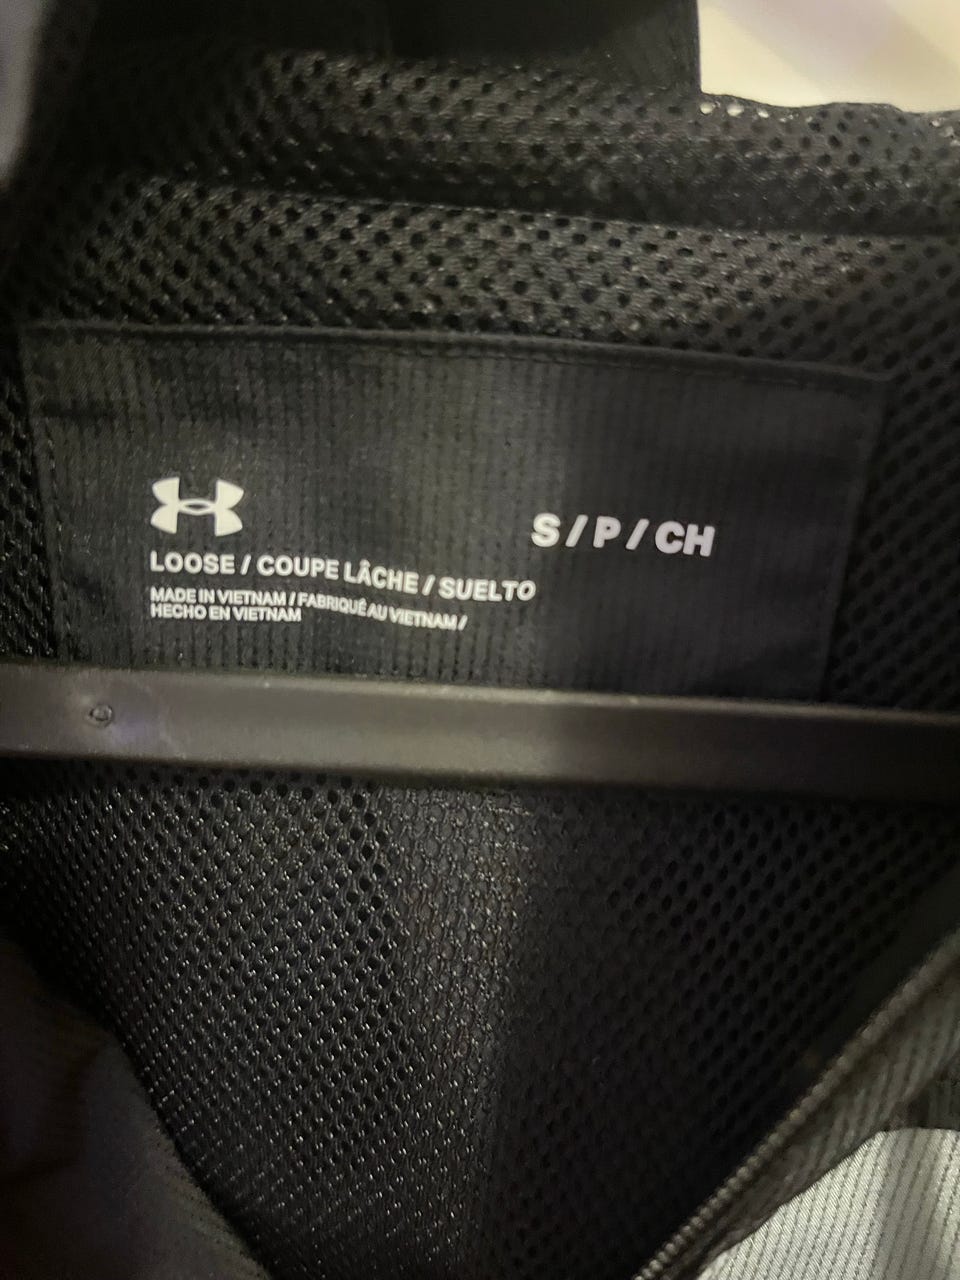 S / P / CH
LOOSE / COUPE LÂCHE / SUELTO
MADE IN VIETNAM / FABRIQUÉ AU VIETNAM /
HECHO EN VIETNAM